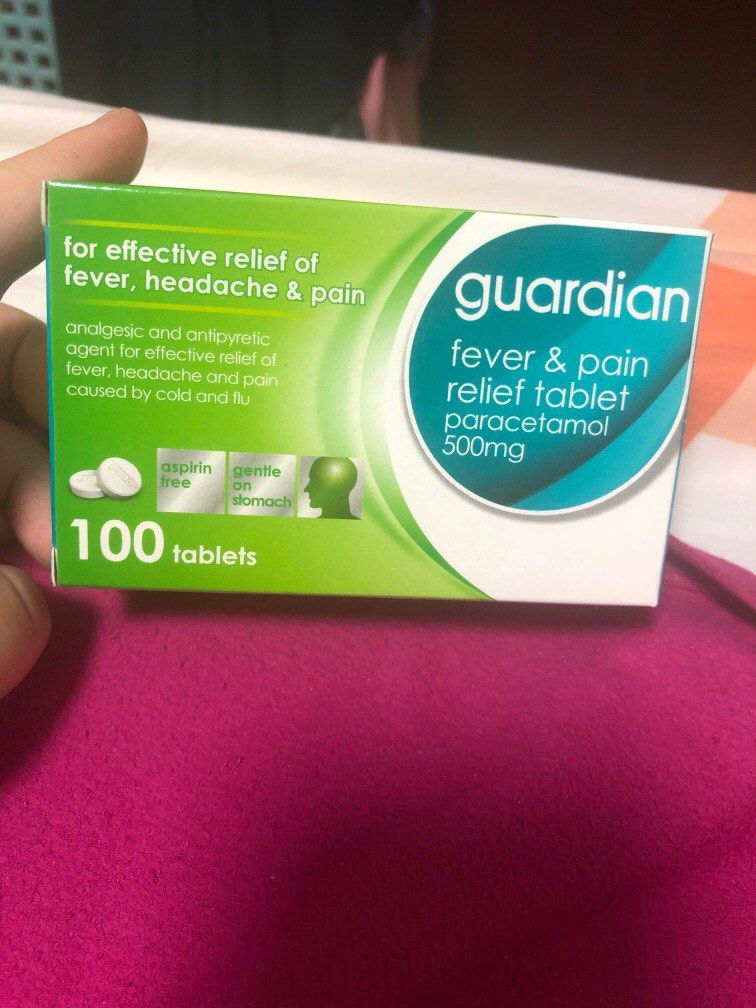 for effective relief of
fever, headache & pain
analgesic and antipyretic
agent for effective relief of
fever, headache and pain
caused by cold and flu
aspirin
free
gentle
on
stomach
100 tablets
guardian
fever & pain
relief tablet
paracetamol
500mg
guardian